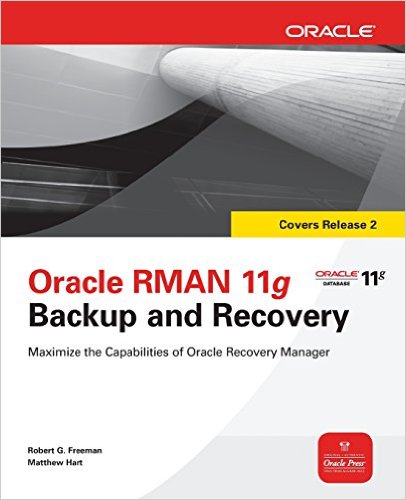 ORACLE
Covers Release 2
Oracle RMAN 11g
ORACLE 11g
DATABASE
Backup and Recovery
Maximize the Capabilities of Oracle Recovery Manager
Robert G. Freeman
Matthew Hart
Oracle Press